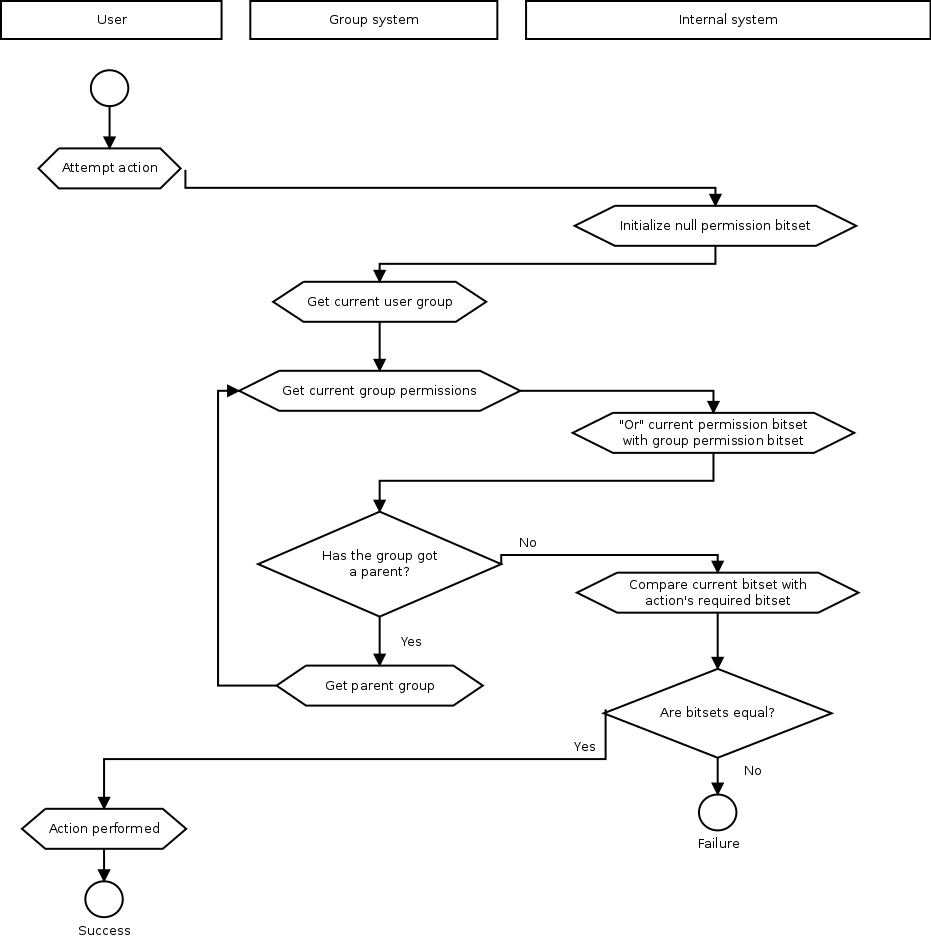 User
Group system
Internal system
Attempt action
Initialize null permission bitset
Get current user group
Get current group permissions
"Or" current permission bitset
with group permission bitset
Has the group got
a parent?
No
Compare current bitset with
action's required bitset
Yes
Get parent group
Are bitsets equal?
Yes
No
Action performed
Failure
Success